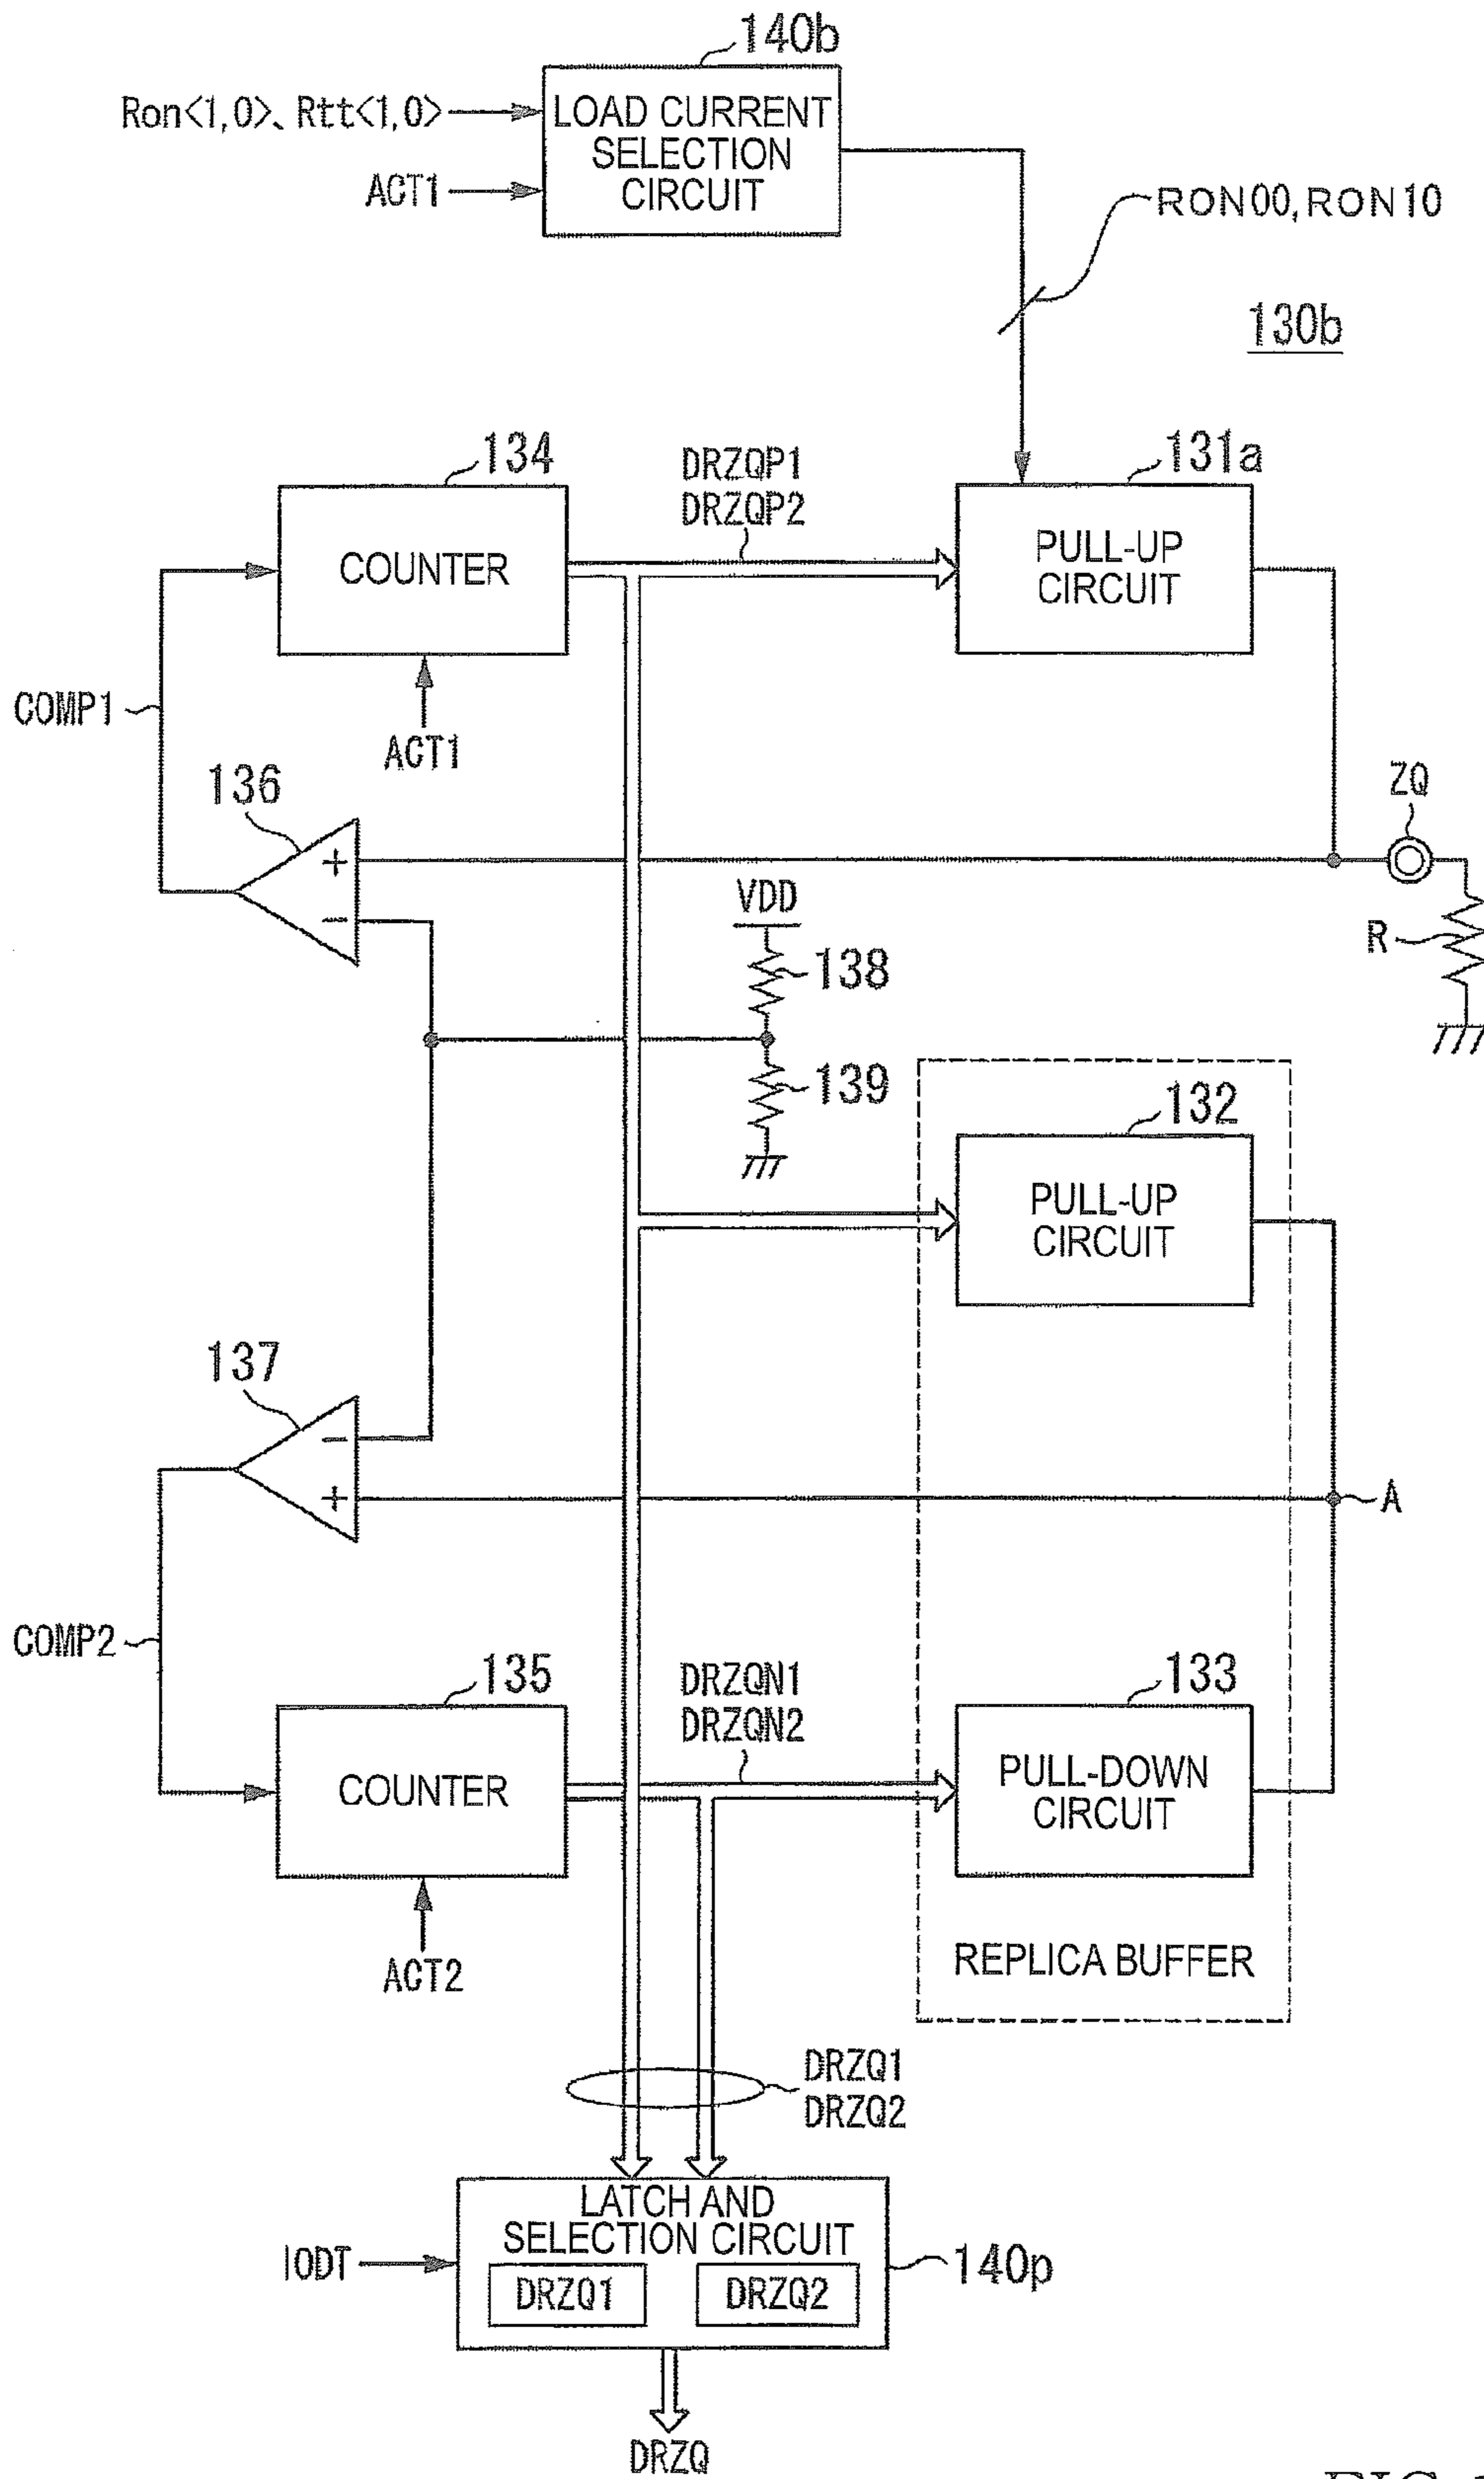 140b
Ron<1,0>、Rtt<1,0>
LOAD CURRENT
SELECTION
CIRCUIT
ACT1
RON00, RON10
130b
134
DRZQP1
DRZQP2
131a
COUNTER
PULL-UP
CIRCUIT
COMP1
ACT1
136
ZQ
+
−
VDD
138
R
139
132
PULL-UP
CIRCUIT
137
−
+
A
COMP2
135
DRZQN1
DRZQN2
133
COUNTER
PULL-DOWN
CIRCUIT
ACT2
REPLICA BUFFER
DRZQ1
DRZQ2
LATCH AND
SELECTION CIRCUIT
IODT
DRZQ1
DRZQ2
140p
DRZQ